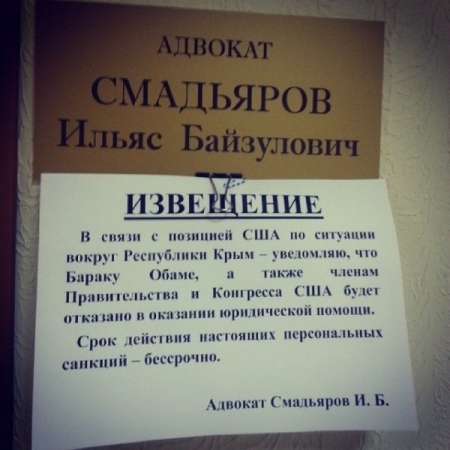 АДВОКАТ
СМАДЬЯРОВ
Ильяс Байзулович
ИЗВЕЩЕНИЕ
В связи с позицией США по ситуации
вокруг Республики Крым – уведомляю, что
Бараку Обаме, а также членам
Правительства и Конгресса США будет
отказано в оказании юридической помощи.
Срок действия настоящих персональных
санкций – бессрочно.
Адвокат Смадьяров И. Б.